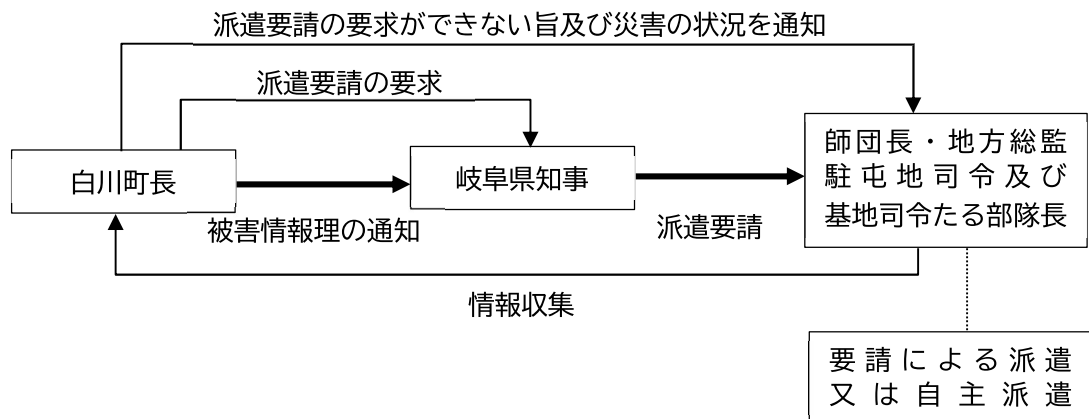 派遣要請の要求ができない旨及び災害の状況を通知
派遣要請の要求
白川町長
岐阜県知事
師団長・地方総監
駐屯地司令及び
基地司令たる部隊長
被害情報理の通知
派遣要請
情報収集
要請による派遣
又は自主派遣